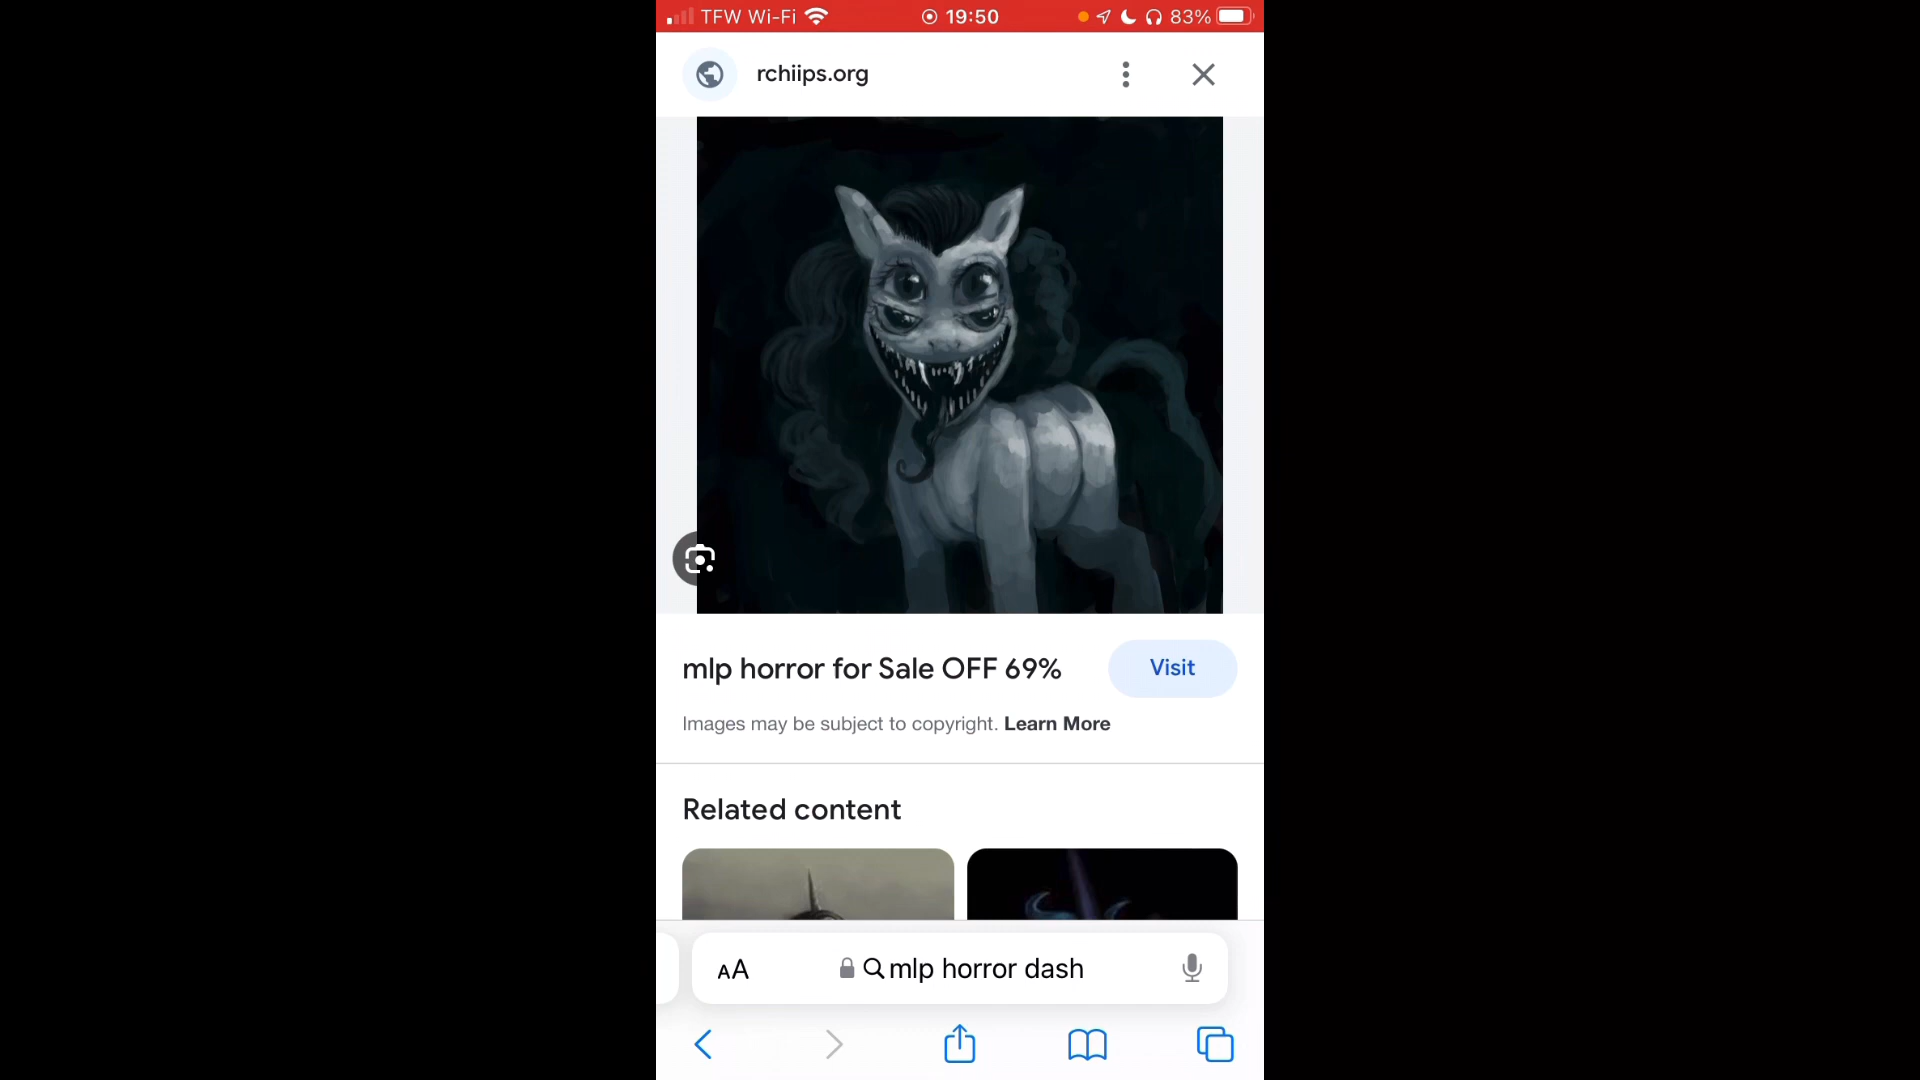 TFW Wi-Fi 19:50 83%
rchiips.org
mlp horror for Sale OFF 69%
Visit
Images may be subject to copyright. Learn More
Related content
AA mlp horror dash